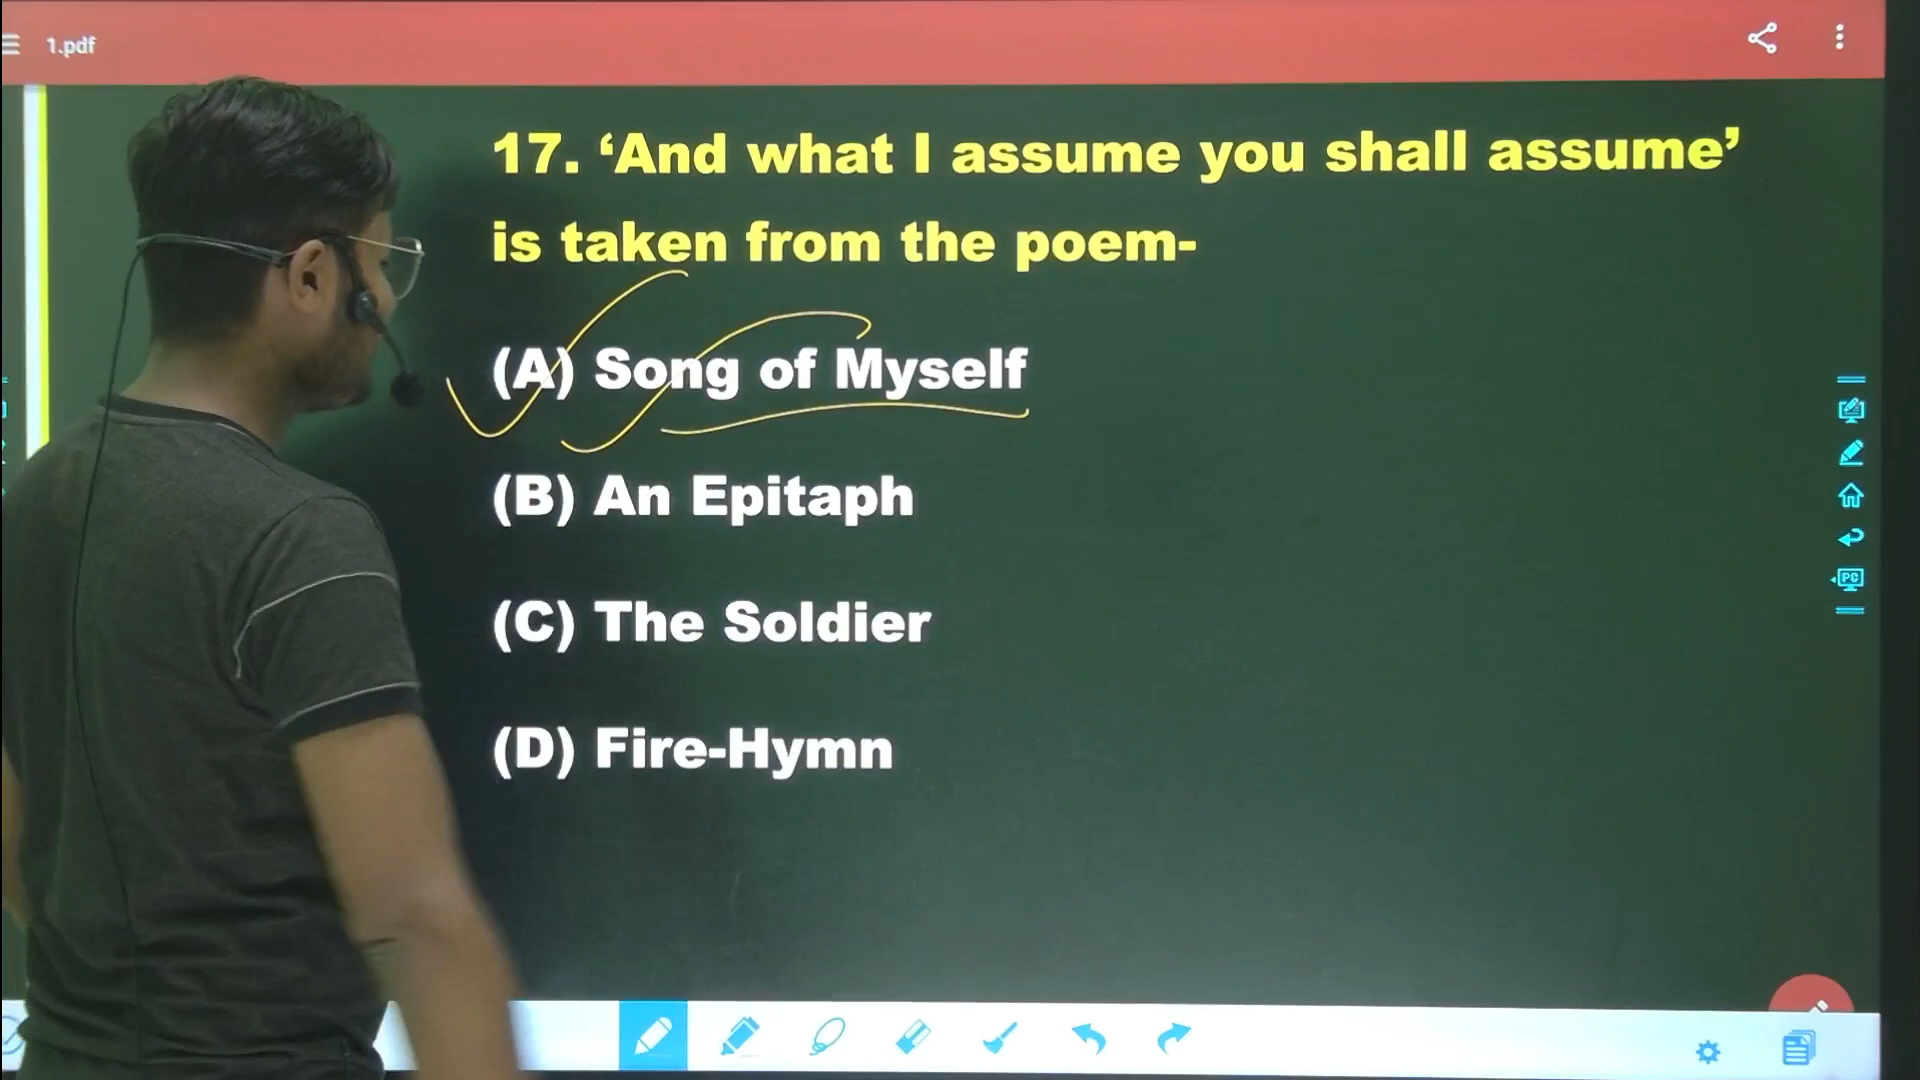 1.pdf
17. ‘And what I assume you shall assume’
is taken from the poem-
(A) Song of Myself
(B) An Epitaph
(C) The Soldier
(D) Fire-Hymn
PC